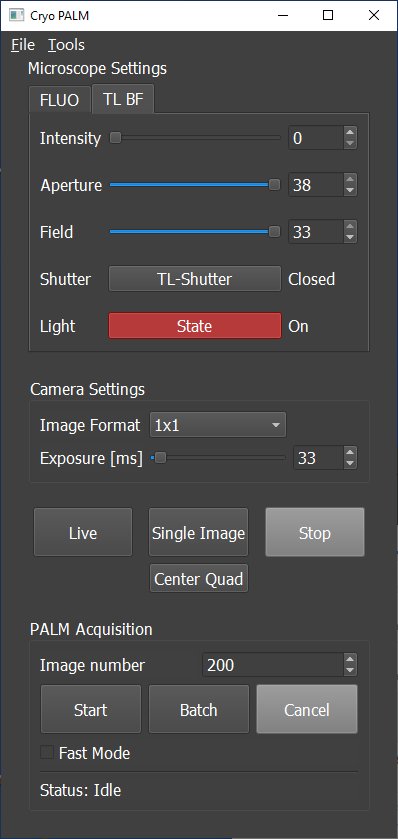 Cryo PALM
File Tools
Microscope Settings
FLUO TL BF
Intensity 0
Aperture 38
Field 33
Shutter TL-Shutter Closed
Light State On
Camera Settings
Image Format 1x1
Exposure [ms] 33
Live Single Image Stop
Center Quad
PALM Acquisition
Image number 200
Start Batch Cancel
Fast Mode
Status: Idle